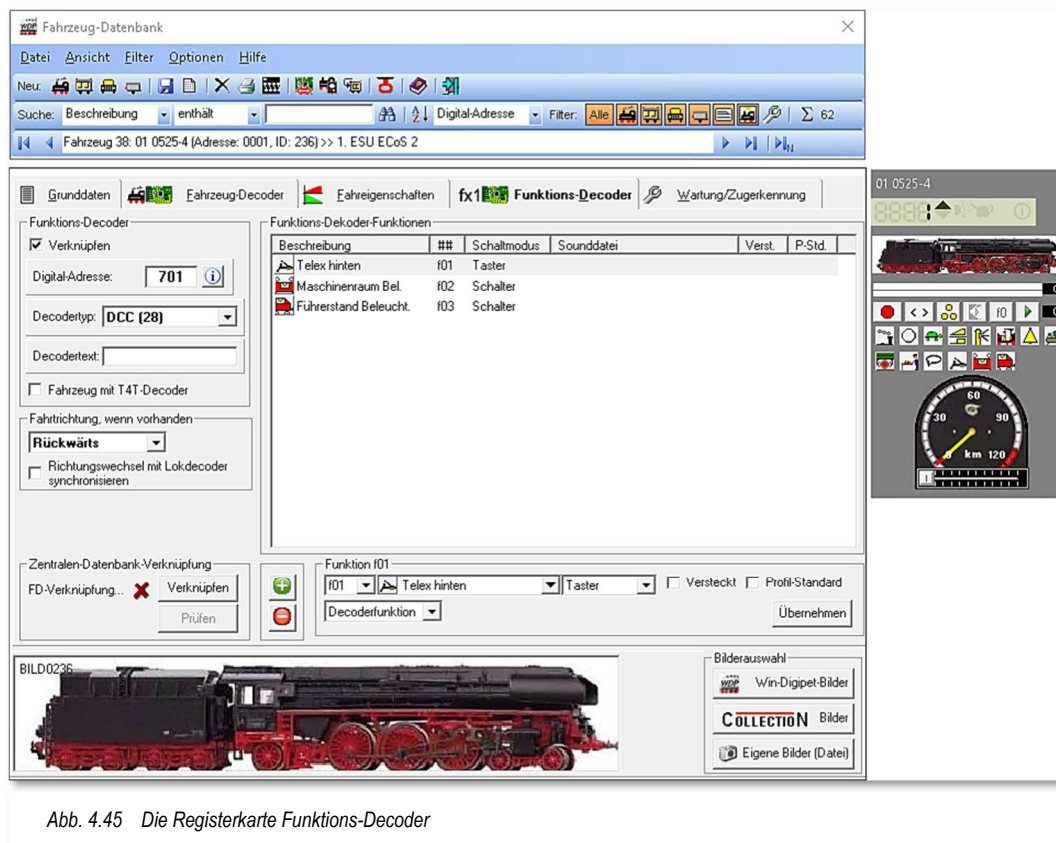 Fahrzeug-Datenbank
Datei Ansicht Filter Optionen Hilfe
Neu:
Suche: Beschreibung enthält Digital-Adresse Filter: Alle Σ 62
Fahrzeug 38: 01 0525-4 (Adresse: 0001, ID: 236) >> 1. ESU ECoS 2
Grunddaten Fahrzeug-Decoder Fahreigenschaften fx1 Funktions-Decoder Wartung/Zugerkennung
01 0525-4
Funktions-Decoder
Verknüpfen
Digital-Adresse: 701
Decodertyp: DCC (28)
Decodertext:
Fahrzeug mit T4T-Decoder
Fahrtrichtung, wenn vorhanden
Rückwärts
Richtungswechsel mit Lokdecoder
synchronisieren
Funktions-Dekoder-Funktionen
Beschreibung ## Schaltmodus Sounddatei Verst. P-Std.
Telex hinten f01 Taster
Maschinenraum Bel. f02 Schalter
Führerstand Beleucht. f03 Schalter
f0
30 60 90
0 km 120
Zentralen-Datenbank-Verknüpfung
FD-Verknüpfung... Verknüpfen
Prüfen
Funktion f01
f01 Telex hinten Taster Versteckt Profil-Standard
Decoderfunktion Übernehmen
BILD0236
Bilderauswahl
WDP Win-Digipet-Bilder
COLLECTION Bilder
Eigene Bilder (Datei)
Abb. 4.45 Die Registerkarte Funktions-Decoder